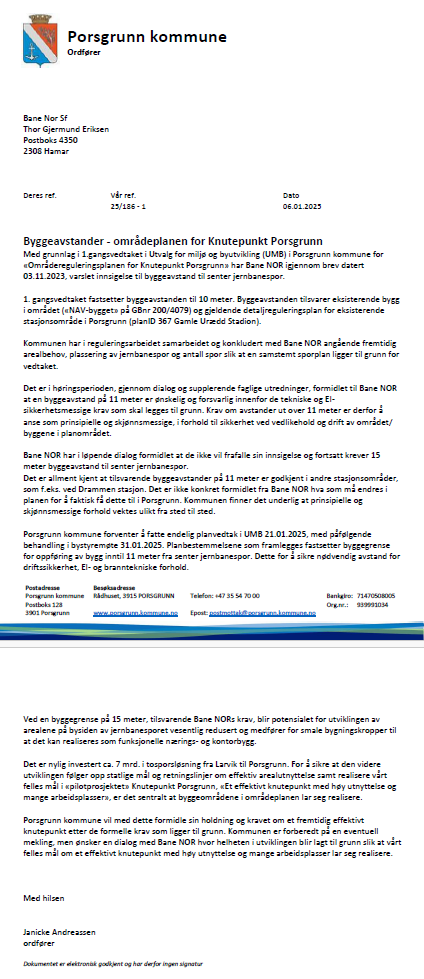 Porsgrunn kommune
Ordfører
Bane Nor Sf
Thor Gjermund Eriksen
Postboks 4350
2308 Hamar
Deres ref. Vår ref. Dato
25/186 - 1 06.01.2025
Byggeavstander - områdeplanen for Knutepunkt Porsgrunn
Med grunnlag i 1.gangsvedtaket i Utvalg for miljø og byutvikling (UMB) i Porsgrunn kommune for
«Områdereguleringsplanen for Knutepunkt Porsgrunn» har Bane NOR igjennom brev datert
03.11.2023, varslet innsigelse til byggeavstand til senter jernbanespor.
1. gangsvedtaket fastsetter byggeavstanden til 10 meter. Byggeavstanden tilsvarer eksisterende bygg
i området («NAV-bygget» på GBnr 200/4079) og gjeldende detaljreguleringsplan for eksisterende
stasjonsområde i Porsgrunn (planID 367 Gamle Urædd Stadion).
Kommunen har i reguleringsarbeidet samarbeidet og konkludert med Bane NOR angående fremtidig
arealbehov, plassering av jernbanespor og antall spor slik at en samstemt sporplan ligger til grunn for
vedtaket.
Det er i høringsperioden, gjennom dialog og supplerende faglige utredninger, formidlet til Bane NOR
at en byggeavstand på 11 meter er ønskelig og forsvarlig innenfor de tekniske og El-
sikkerhetsmessige krav som skal legges til grunn. Krav om avstander ut over 11 meter er derfor å
anse som prinsipielle og skjønnsmessige, i forhold til sikkerhet ved vedlikehold og drift av området/
byggene i planområdet.
Bane NOR har i løpende dialog formidlet at de ikke vil frafalle sin innsigelse og fortsatt krever 15
meter byggeavstand til senter jernbanespor.
Det er allment kjent at tilsvarende byggeavstander på 11 meter er godkjent i andre stasjonsområder,
som f.eks. ved Drammen stasjon. Det er ikke konkret formidlet fra Bane NOR hva som må endres i
planen for å faktisk få dette til i Porsgrunn. Kommunen finner det underlig at prinsipielle og
skjønnsmessige forhold vektes ulikt fra sted til sted.
Porsgrunn kommune forventer å fatte endelig planvedtak i UMB 21.01.2025, med påfølgende
behandling i bystyremøte 31.01.2025. Planbestemmelsene som framlegges fastsetter byggegrense
for oppføring av bygg inntil 11 meter fra senter jernbanespor. Dette for å sikre nødvendig avstand for
driftssikkerhet, El- og branntekniske forhold.
Postadresse Besøksadresse
Porsgrunn kommune Rådhuset, 3915 PORSGRUNN Telefon: +47 35 54 70 00 Bankgiro: 71470508005
Postboks 128 Org.nr.: 939991034
3901 Porsgrunn www.porsgrunn.kommune.no Epost: postmottak@porsgrunn.kommune.no
Ved en byggegrense på 15 meter, tilsvarende Bane NORs krav, blir potensialet for utviklingen av
arealene på bysiden av jernbanesporet vesentlig redusert og medfører for smale bygningskropper til
at det kan realiseres som funksjonelle nærings- og kontorbygg.
Det er nylig investert ca. 7 mrd. i tosporsløsning fra Larvik til Porsgrunn. For å sikre at den videre
utviklingen følger opp statlige mål og retningslinjer om effektiv arealutnyttelse samt realisere vårt
felles mål i «pilotprosjektet» Knutepunkt Porsgrunn, «Et effektivt knutepunkt med høy utnyttelse og
mange arbeidsplasser», er det sentralt at byggeområdene i områdeplanen lar seg realisere.
Porsgrunn kommune vil med dette formidle sin holdning og kravet om et fremtidig effektivt
knutepunkt etter de formelle krav som ligger til grunn. Kommunen er forberedt på en eventuell
mekling, men ønsker en dialog med Bane NOR hvor helheten i utviklingen blir lagt til grunn slik at vårt
felles mål om et effektivt knutepunkt med høy utnyttelse og mange arbeidsplasser lar seg realisere.
Med hilsen
Janicke Andreassen
ordfører
Dokumentet er elektronisk godkjent og har derfor ingen signatur